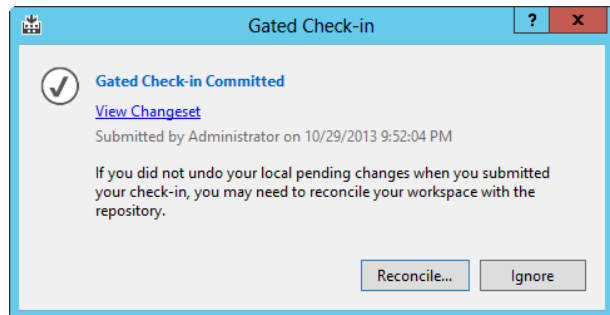 Gated Check-in
? x
Gated Check-in Committed
View Changeset
Submitted by Administrator on 10/29/2013 9:52:04 PM
If you did not undo your local pending changes when you submitted
your check-in, you may need to reconcile your workspace with the
repository.
Reconcile... Ignore